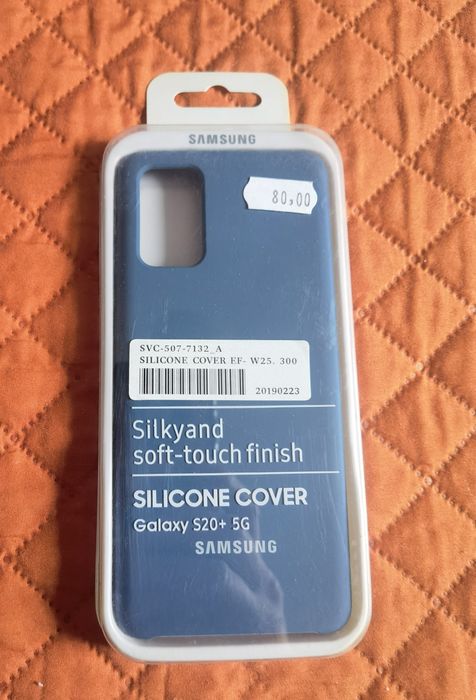 SAMSUNG
80,00
SVC-507-7132_A
SILICONE COVER EF- W25. 300
20190223
Silkyand
soft-touch finish
SILICONE COVER
Galaxy S20+ 5G
SAMSUNG